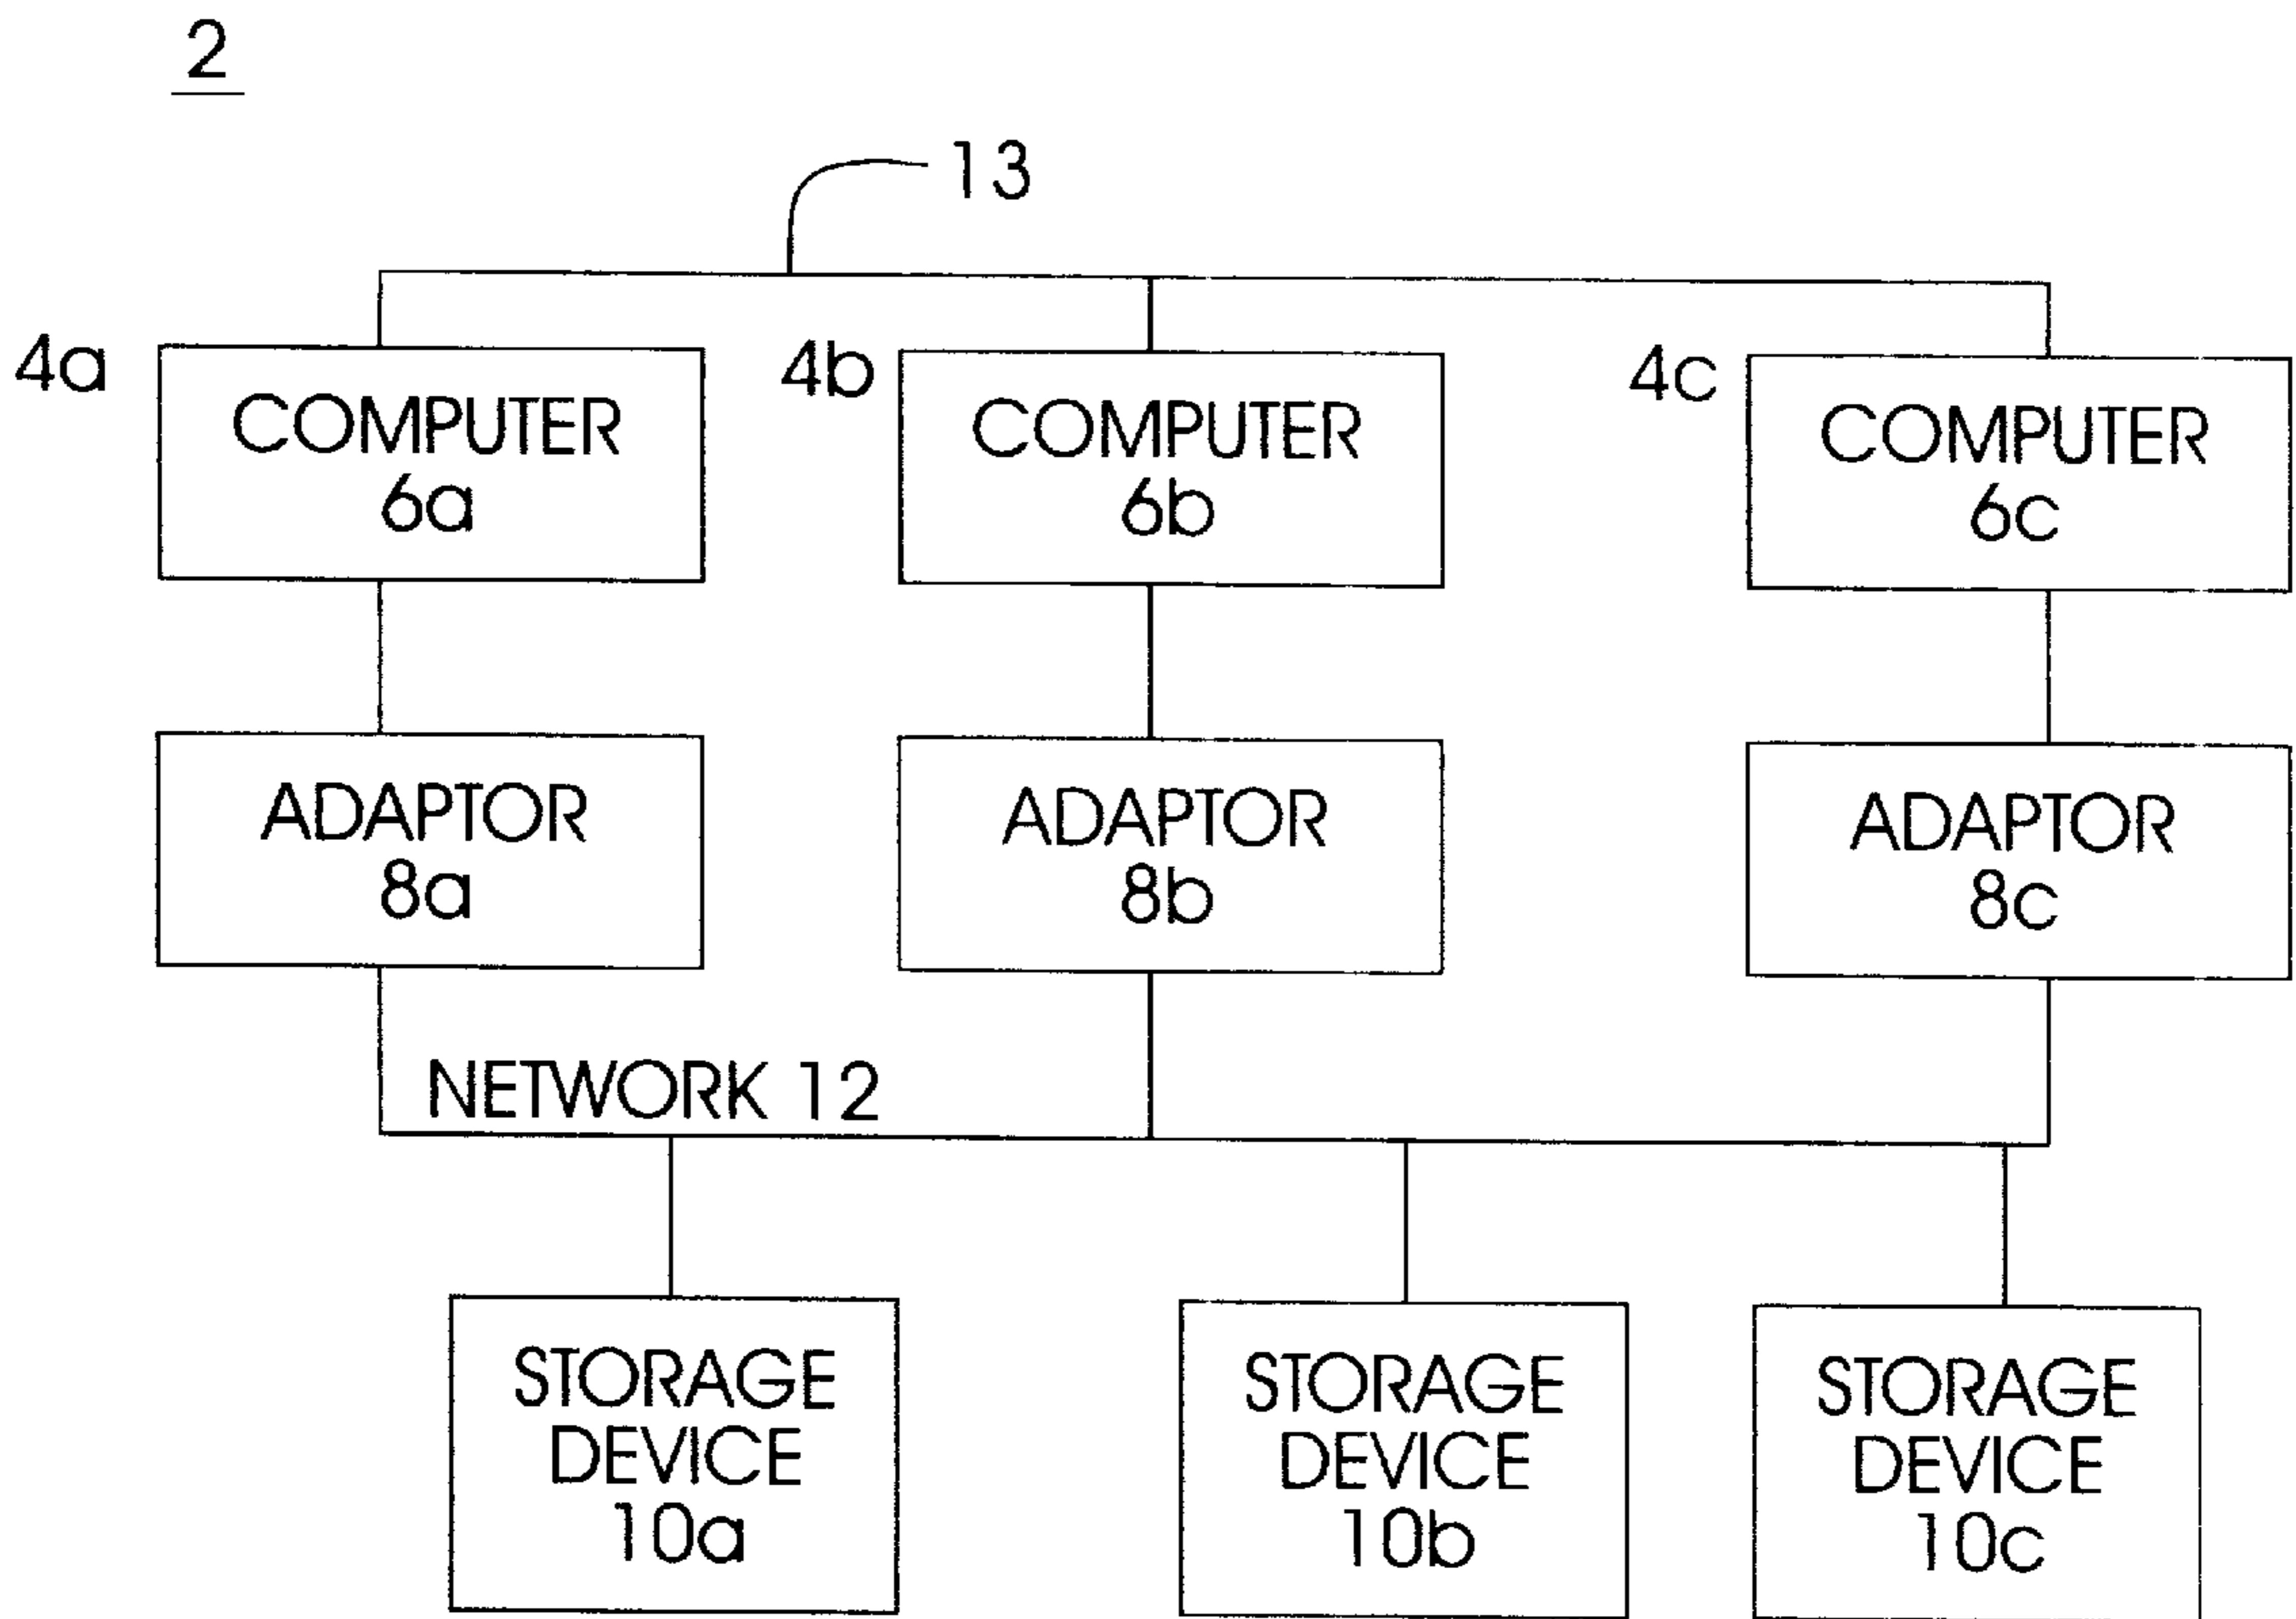 2
13
4a
COMPUTER
6a
4b
COMPUTER
6b
4c
COMPUTER
6c
ADAPTOR
8a
ADAPTOR
8b
ADAPTOR
8c
NETWORK 12
STORAGE
DEVICE
10a
STORAGE
DEVICE
10b
STORAGE
DEVICE
10c